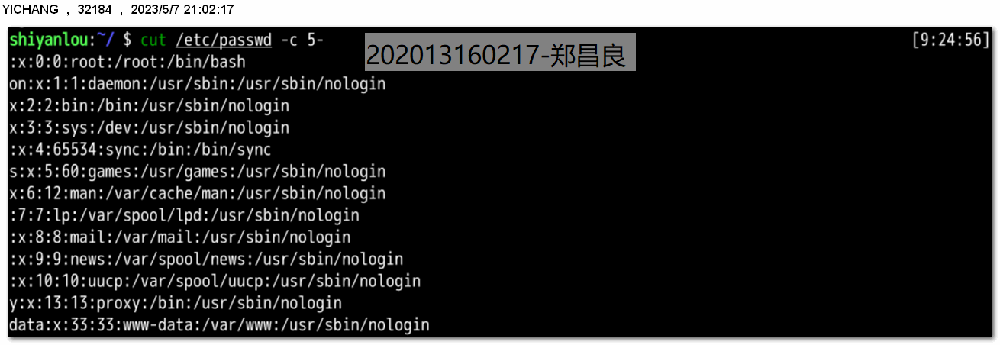 YICHANG , 32184 , 2023/5/7 21:02:17
shiyanlou:~/ $ cut /etc/passwd -c 5- [9:24:56]
202013160217-郑昌良
:x:0:0:root:/root:/bin/bash
on:x:1:1:daemon:/usr/sbin:/usr/sbin/nologin
x:2:2:bin:/bin:/usr/sbin/nologin
x:3:3:sys:/dev:/usr/sbin/nologin
:x:4:65534:sync:/bin:/bin/sync
s:x:5:60:games:/usr/games:/usr/sbin/nologin
x:6:12:man:/var/cache/man:/usr/sbin/nologin
:7:7:lp:/var/spool/lpd:/usr/sbin/nologin
:x:8:8:mail:/var/mail:/usr/sbin/nologin
:x:9:9:news:/var/spool/news:/usr/sbin/nologin
:x:10:10:uucp:/var/spool/uucp:/usr/sbin/nologin
y:x:13:13:proxy:/bin:/usr/sbin/nologin
data:x:33:33:www-data:/var/www:/usr/sbin/nologin